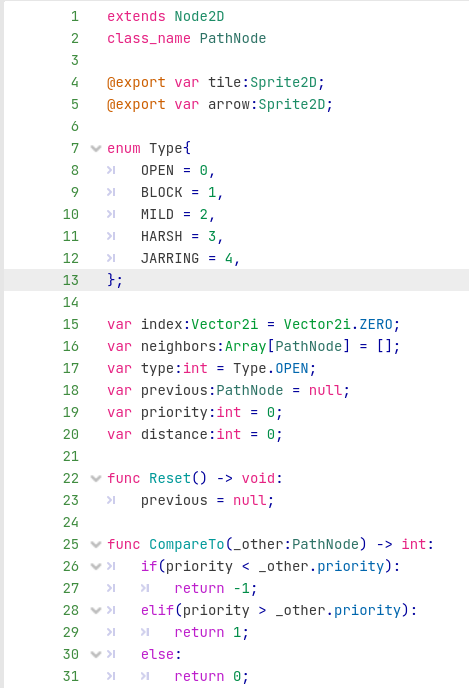 1 extends Node2D
2 class_name PathNode
3
4 @export var tile:Sprite2D;
5 @export var arrow:Sprite2D;
6
7 enum Type{
8 OPEN = 0,
9 BLOCK = 1,
10 MILD = 2,
11 HARSH = 3,
12 JARRING = 4,
13 };
14
15 var index:Vector2i = Vector2i.ZERO;
16 var neighbors:Array[PathNode] = [];
17 var type:int = Type.OPEN;
18 var previous:PathNode = null;
19 var priority:int = 0;
20 var distance:int = 0;
21
22 func Reset() -> void:
23 previous = null;
24
25 func CompareTo(_other:PathNode) -> int:
26 if(priority < _other.priority):
27 return -1;
28 elif(priority > _other.priority):
29 return 1;
30 else:
31 return 0;